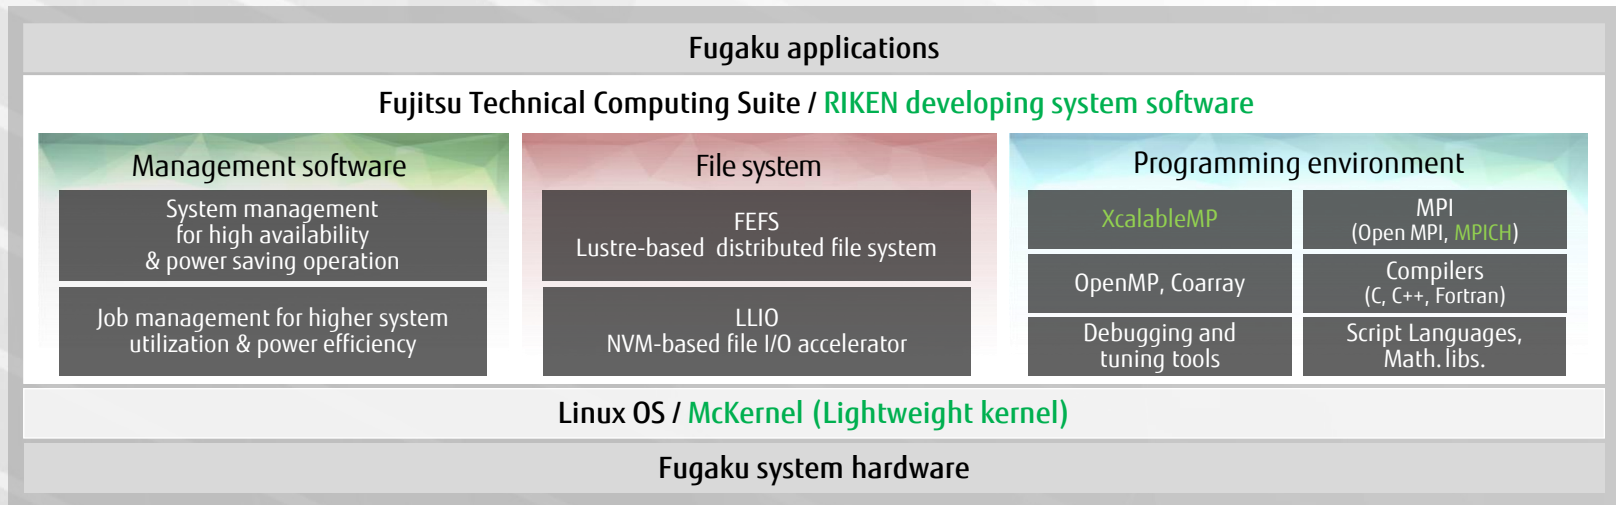 Fugaku applications
Fujitsu Technical Computing Suite / RIKEN developing system software
Management software
System management
for high availability
& power saving operation
Job management for higher system
utilization & power efficiency
File system
FEFS
Lustre-based distributed file system
LLIO
NVM-based file I/O accelerator
Programming environment
XcalableMP
MPI
(Open MPI, MPICH)
OpenMP, Coarray
Compilers
(C, C++, Fortran)
Debugging and
tuning tools
Script Languages,
Math. libs.
Linux OS / McKernel (Lightweight kernel)
Fugaku system hardware